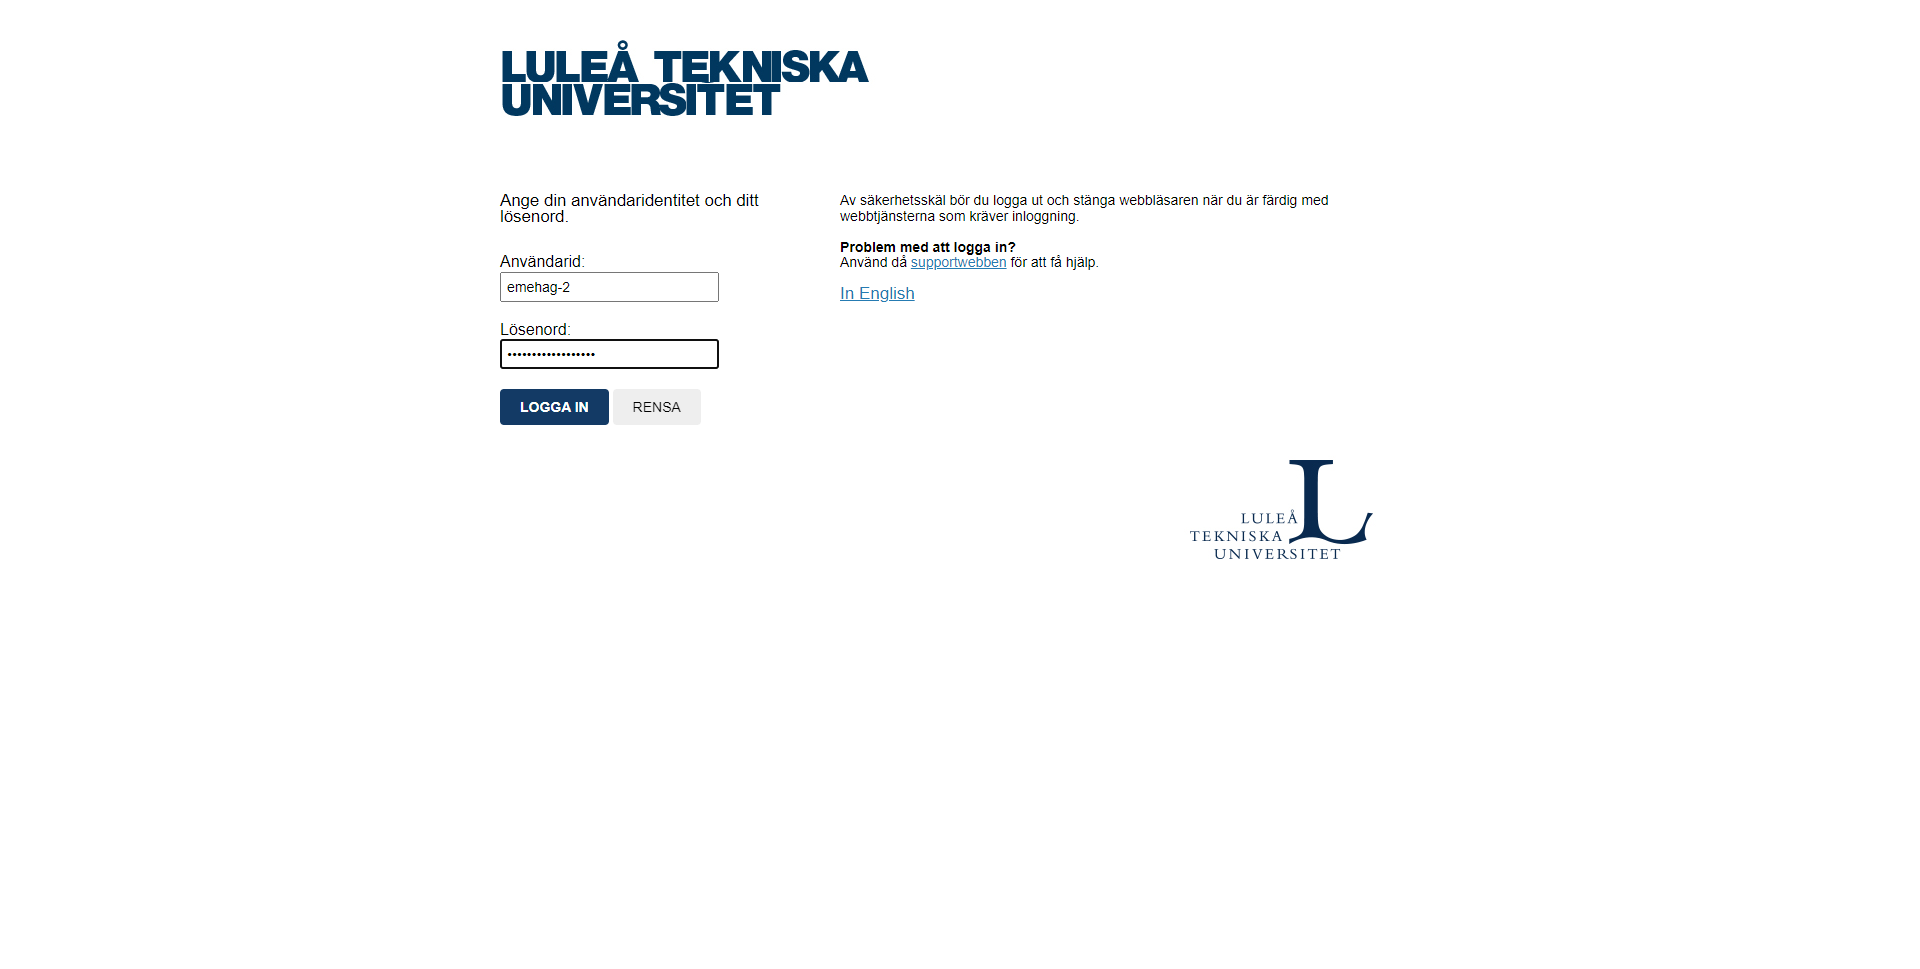 LULEÅ TEKNISKA
UNIVERSITET
Ange din användaridentitet och ditt
lösenord.
Användarid:
emehag-2
Lösenord:
••••••••••••••••••
LOGGA IN
RENSA
Av säkerhetsskäl bör du logga ut och stänga webbläsaren när du är färdig med
webbtjänsterna som kräver inloggning.
Problem med att logga in?
Använd då supportwebben för att få hjälp.
In English
LULEÅ
TEKNISKA
UNIVERSITET